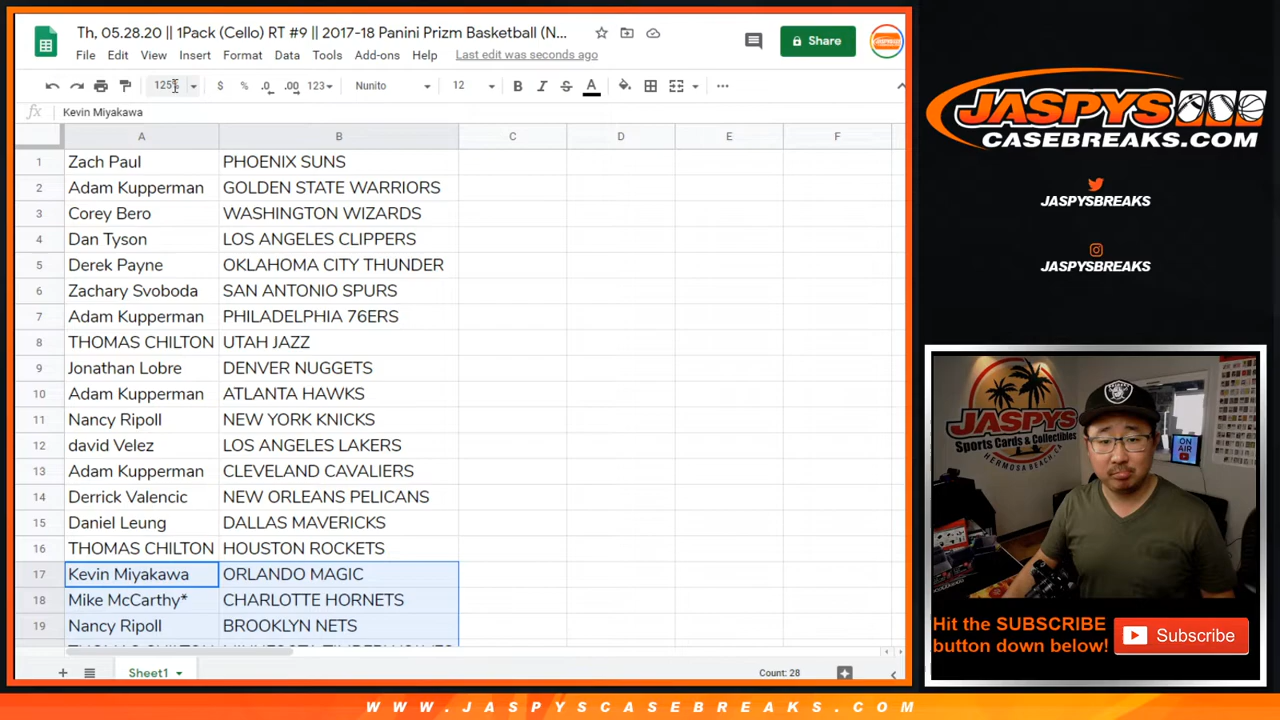 Th, 05.28.20 || 1Pack (Cello) RT #9 || 2017-18 Panini Prizm Basketball (N...
File Edit View Insert Format Data Tools Add-ons Help Last edit was seconds ago
Share
125% $ % .0 .00 123 Nunito 12 B I S A
fx Kevin Miyakawa
A B C D E F
1 Zach Paul PHOENIX SUNS
2 Adam Kupperman GOLDEN STATE WARRIORS
3 Corey Bero WASHINGTON WIZARDS
4 Dan Tyson LOS ANGELES CLIPPERS
5 Derek Payne OKLAHOMA CITY THUNDER
6 Zachary Svoboda SAN ANTONIO SPURS
7 Adam Kupperman PHILADELPHIA 76ERS
8 THOMAS CHILTON UTAH JAZZ
9 Jonathan Lobre DENVER NUGGETS
10 Adam Kupperman ATLANTA HAWKS
11 Nancy Ripoll NEW YORK KNICKS
12 david Velez LOS ANGELES LAKERS
13 Adam Kupperman CLEVELAND CAVALIERS
14 Derrick Valencic NEW ORLEANS PELICANS
15 Daniel Leung DALLAS MAVERICKS
16 THOMAS CHILTON HOUSTON ROCKETS
17 Kevin Miyakawa ORLANDO MAGIC
18 Mike McCarthy* CHARLOTTE HORNETS
19 Nancy Ripoll BROOKLYN NETS
Sheet1
Count: 28
JASPYS
CASEBREAKS.COM
JASPYSBREAKS
JASPYSBREAKS
JASPYS
Sports Cards & Collectibles
HERMOSA BEACH, CA
ON
AIR
Hit the SUBSCRIBE
button down below!
Subscribe
WWW.JASPYSCASEBREAKS.COM